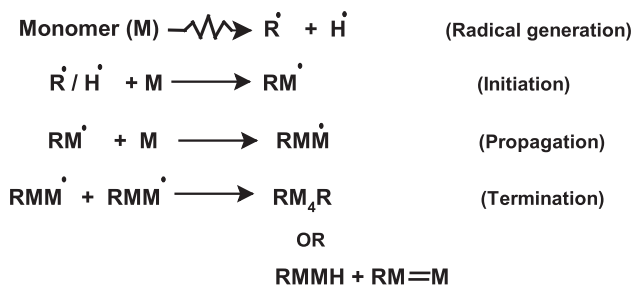 Monomer (M) R• + H• (Radical generation)
R• / H• + M RM• (Initiation)
RM• + M RMM• (Propagation)
RMM• + RMM• RM₄R (Termination)
OR
RMMH + RM=M